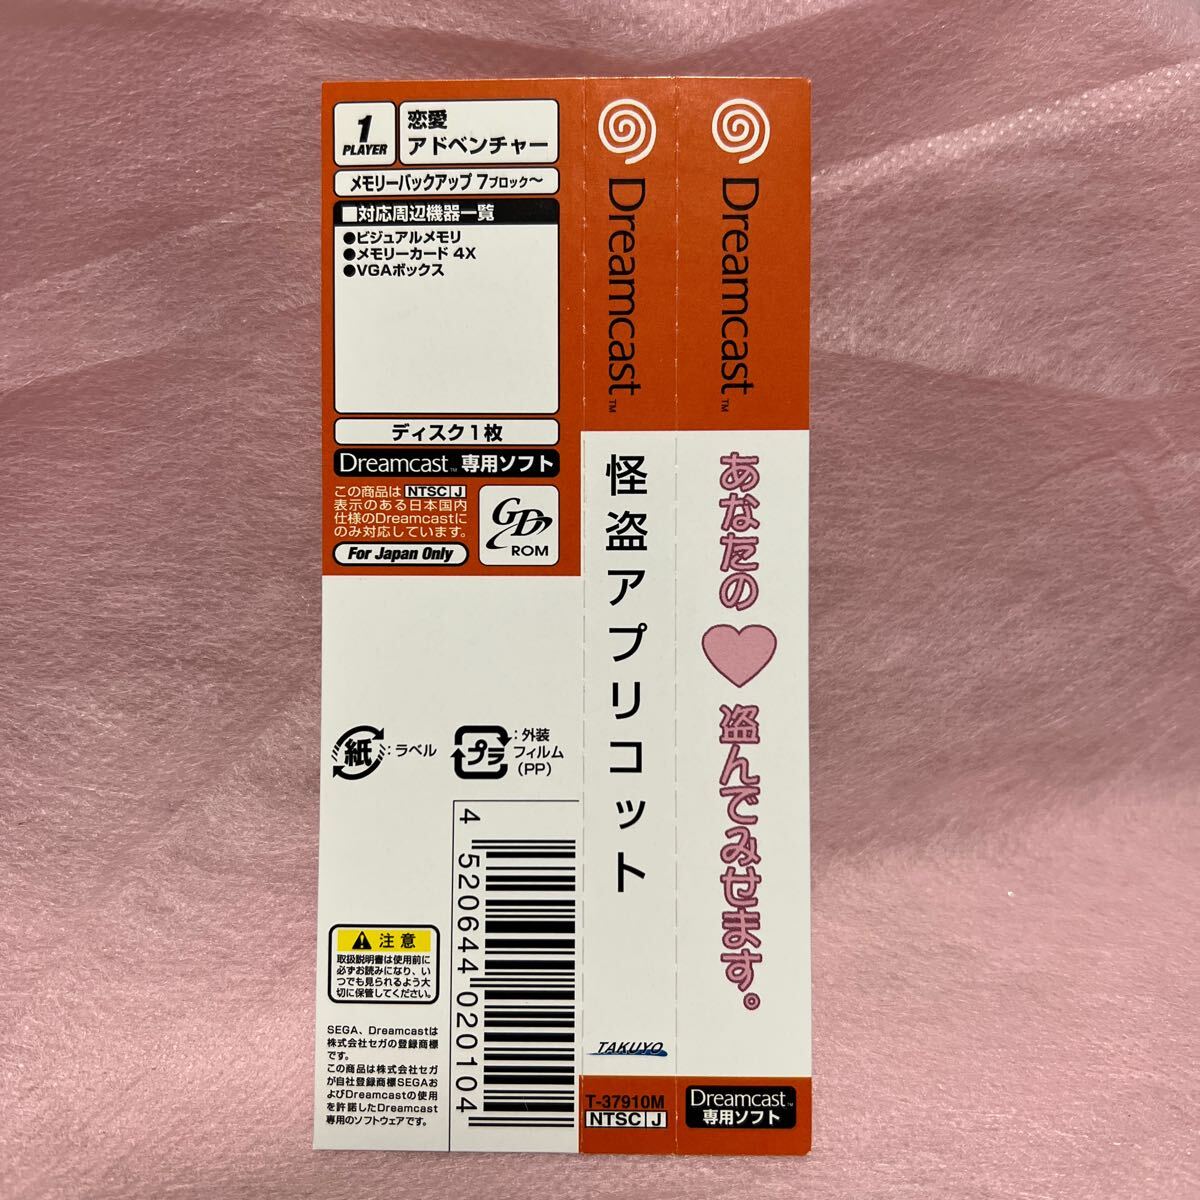 1
PLAYER
恋愛
アドベンチャー
メモリーバックアップ 7ブロック〜
■対応周辺機器一覧
●ビジュアルメモリ
●メモリーカード 4X
●VGAボックス
ディスク1枚
Dreamcast™ 専用ソフト
この商品は NTSC J
表示のある日本国内
仕様のDreamcastに
のみ対応しています。
For Japan Only
GD
ROM
紙:ラベル
プラ:外装
フィルム
(PP)
4 520644 020104
注意
取扱説明書は使用前に
必ずお読みになり、い
つでも見られるよう大
切に保管してください。
SEGA、Dreamcastは
株式会社セガの登録商標
です。
この商品は株式会社セガ
が自社登録商標SEGAお
よびDreamcastの使用
を許諾したDreamcast
専用のソフトウェアです。
Dreamcast™
怪盗アプリコット
TAKUYO
T-37910M
NTSC J
Dreamcast™
あなたの♥盗んでみせます。
Dreamcast™
専用ソフト